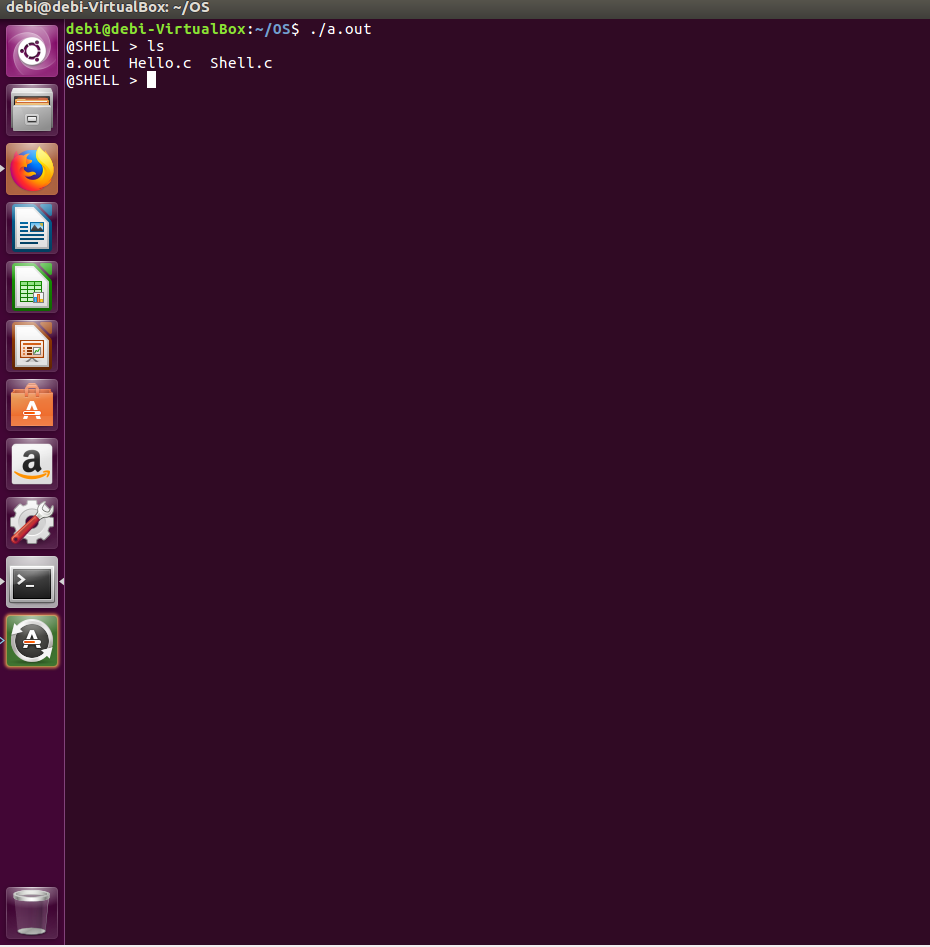 debi@debi-VirtualBox: ~/OS
debi@debi-VirtualBox:~/OS$ ./a.out
@SHELL > ls
a.out  Hello.c  Shell.c
@SHELL >